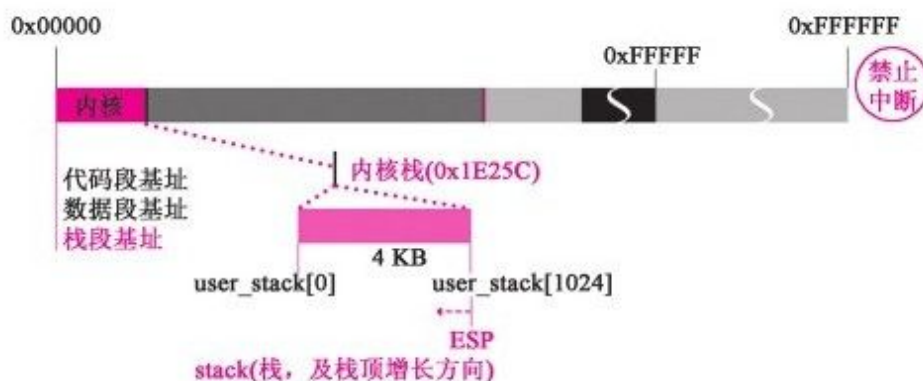 0x00000
0xFFFFFF
0xFFFFF
禁止
中断
内核
内核栈(0x1E25C)
代码段基址
数据段基址
栈段基址
4 KB
user_stack[0]
user_stack[1024]
ESP
stack(栈，及栈顶增长方向)